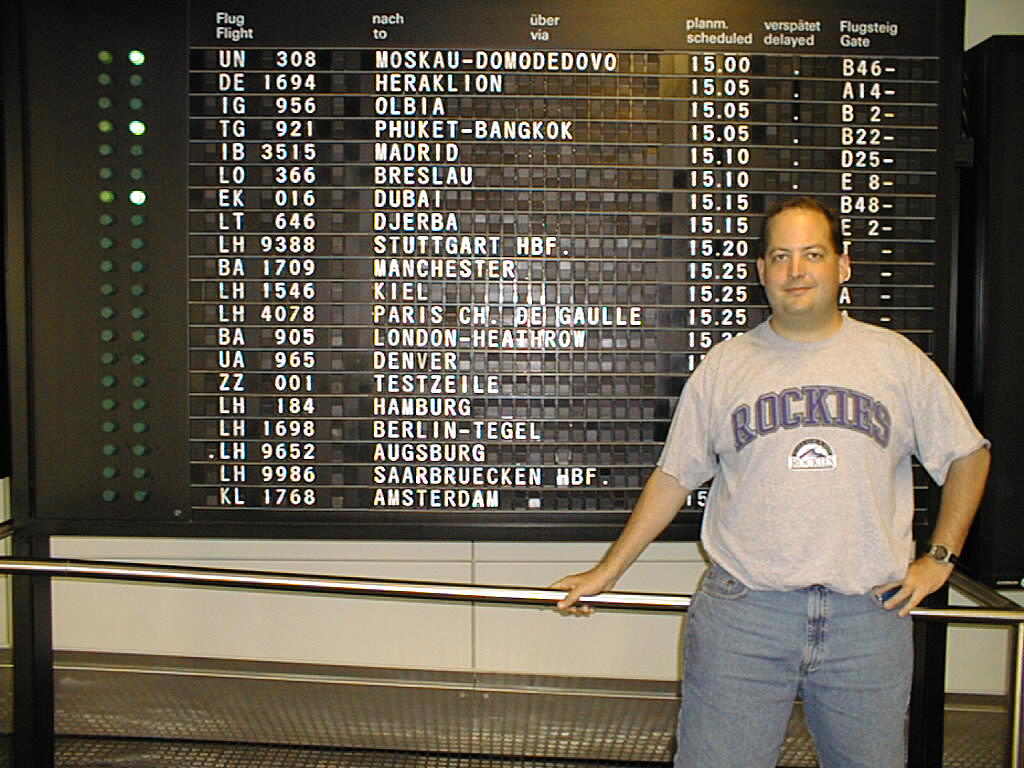 Flug nach über planm. verspätet Flugsteig
Flight to via scheduled delayed Gate
UN 308 MOSKAU-DOMODEDOVO 15.00 . B46-
DE 1694 HERAKLION 15.05 . A14-
IG 956 OLBIA 15.05 . B 2-
TG 921 PHUKET-BANGKOK 15.05 . B22-
IB 3515 MADRID 15.10 . D25-
LO 366 BRESLAU 15.10 . E 8-
EK 016 DUBAI 15.15 B48-
LT 646 DJERBA 15.15 E 2-
LH 9388 STUTTGART HBF. 15.20 T -
BA 1709 MANCHESTER 15.25 -
LH 1546 KIEL 15.25 A -
LH 4078 PARIS CH. DE GAULLE 15.25 -
BA 905 LONDON-HEATHROW
UA 965 DENVER
ZZ 001 TESTZEILE
LH 184 HAMBURG
LH 1698 BERLIN-TEGEL
.LH 9652 AUGSBURG
LH 9986 SAARBRUECKEN HBF.
KL 1768 AMSTERDAM 15
ROCKIES
ROCKIES